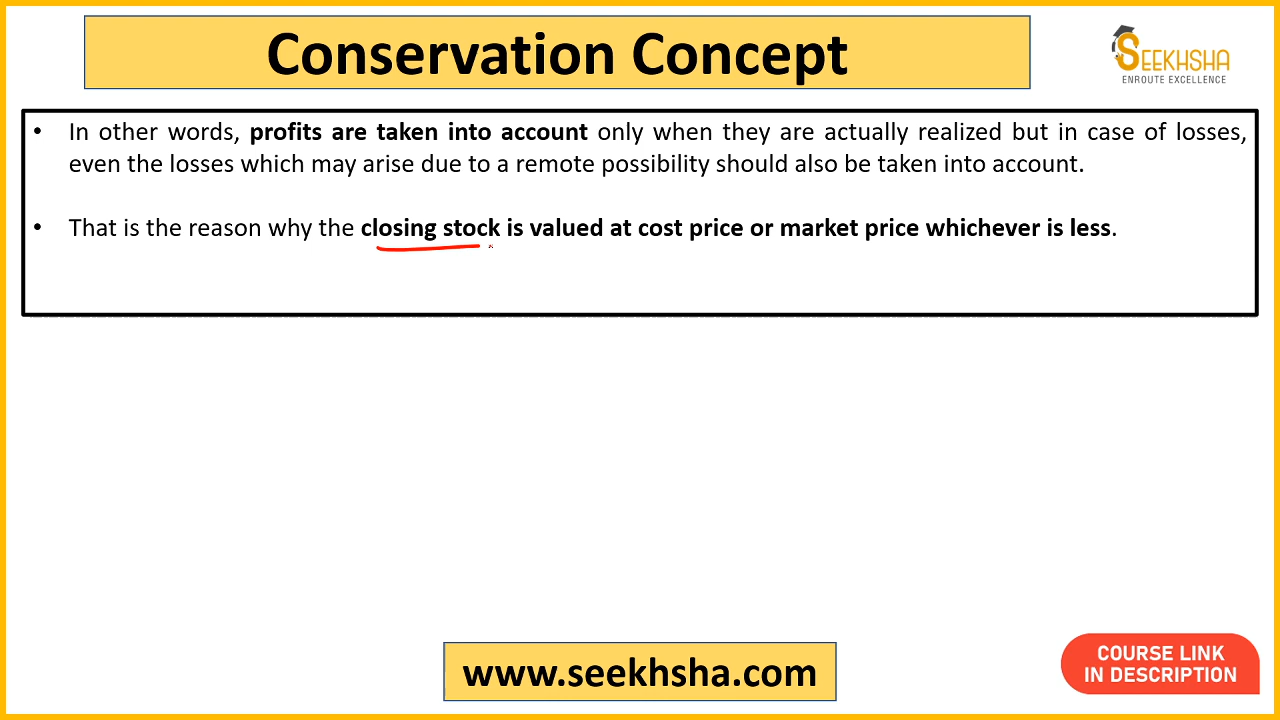 Conservation Concept
SEEKHSHA
ENROUTE EXCELLENCE
• In other words, profits are taken into account only when they are actually realized but in case of losses,
even the losses which may arise due to a remote possibility should also be taken into account.
• That is the reason why the closing stock is valued at cost price or market price whichever is less.
www.seekhsha.com
COURSE LINK
IN DESCRIPTION